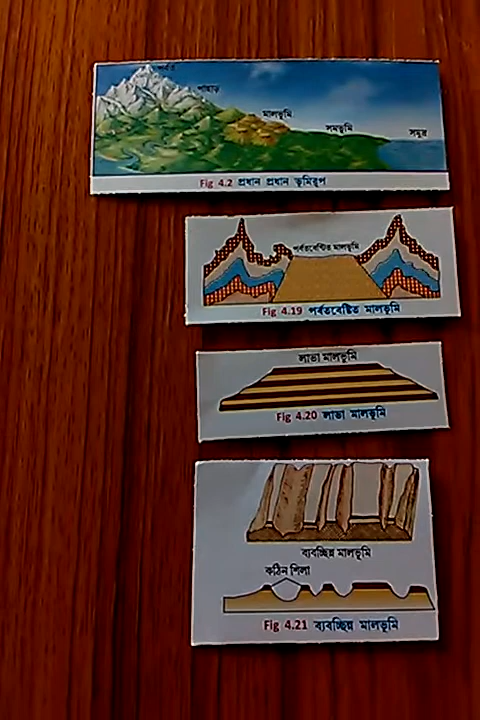 পর্বত
পাহাড়
মালভূমি
সমভূমি
সমুদ্র
Fig 4.2 প্রধান প্রধান ভূমিরূপ
পর্বতবেষ্টিত মালভূমি
Fig 4.19 পর্বতবেষ্টিত মালভূমি
লাভা মালভূমি
Fig 4.20 লাভা মালভূমি
ব্যবচ্ছিন্ন মালভূমি
কঠিন শিলা
Fig 4.21 ব্যবচ্ছিন্ন মালভূমি